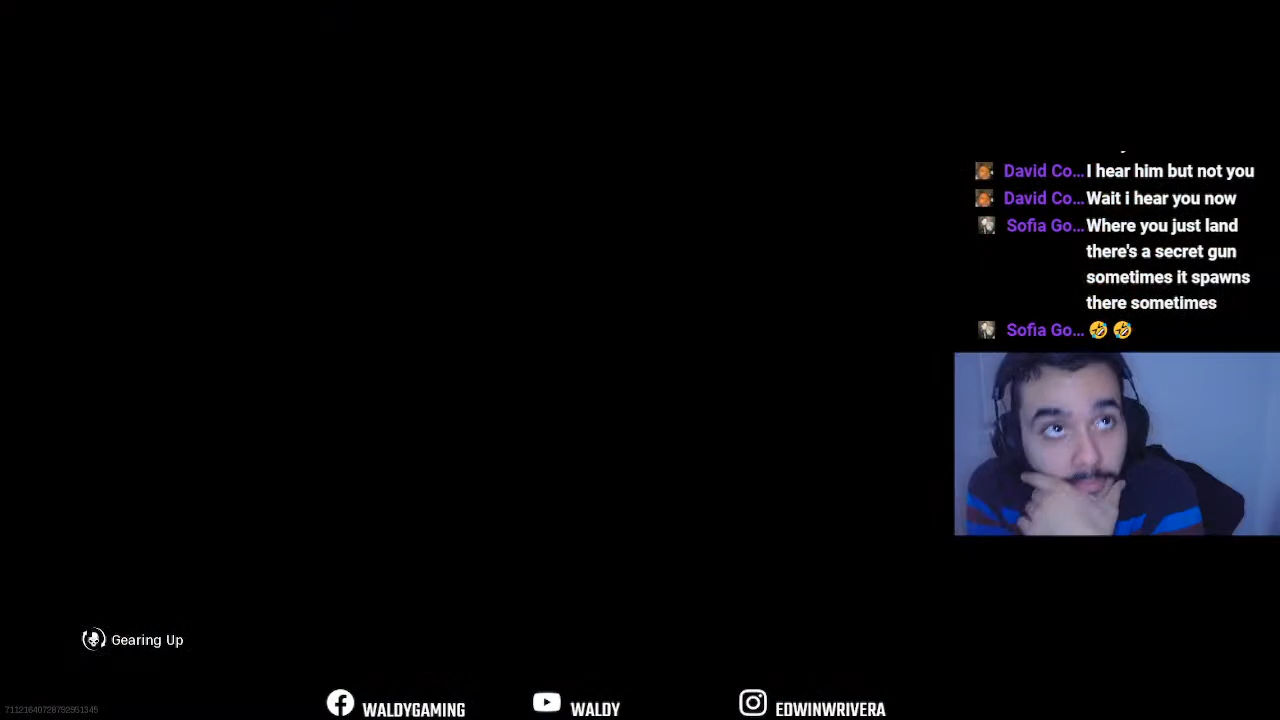 David Co... I hear him but not you
David Co... Wait i hear you now
Sofia Go... Where you just land
there's a secret gun
sometimes it spawns
there sometimes
Sofia Go... 🤣 🤣
Gearing Up
WALDYGAMING
WALDY
EDWINWRIVERA